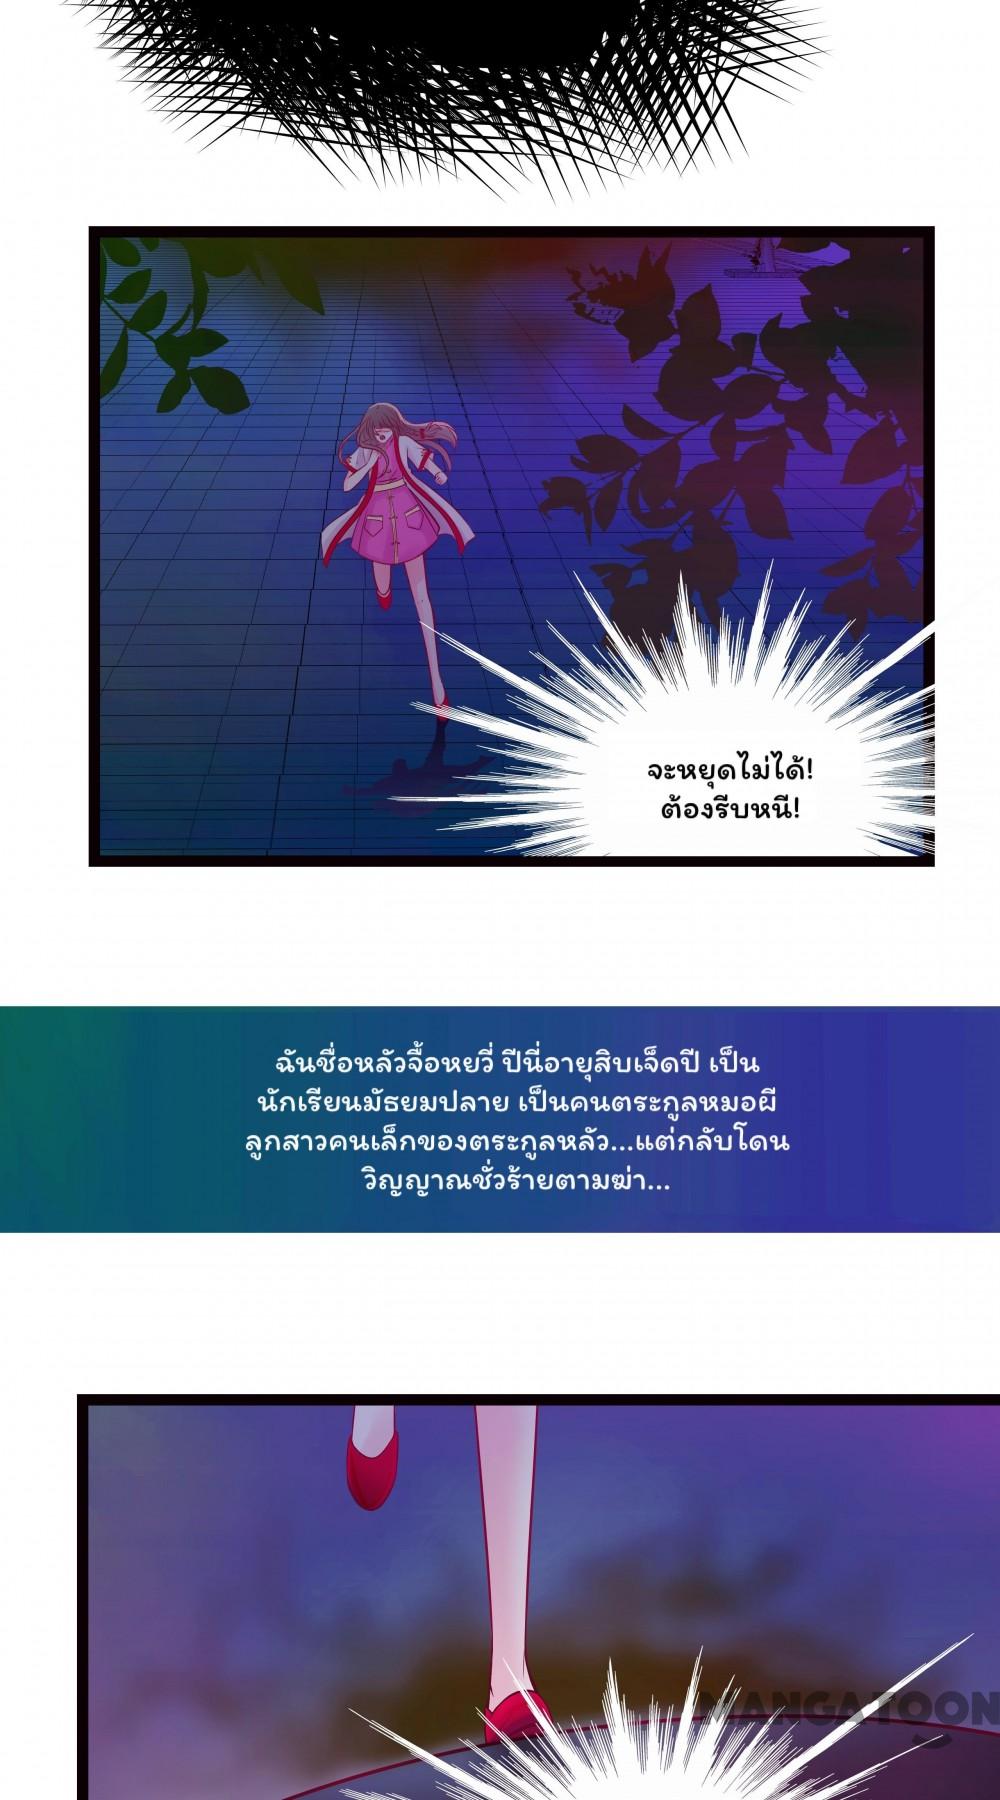 จะหยุดไม่ได้!
ต้องรีบหนี!
ฉันชื่อหลัวจื้อหยวี่ ปีนี่อายุสิบเจ็ดปี เป็น
นักเรียนมัธยมปลาย เป็นคนตระกูลหมอผี
ลูกสาวคนเล็กของตระกูลหลัว...แต่กลับโดน
วิญญาณชั่วร้ายตามฆ่า...
MANGATOON